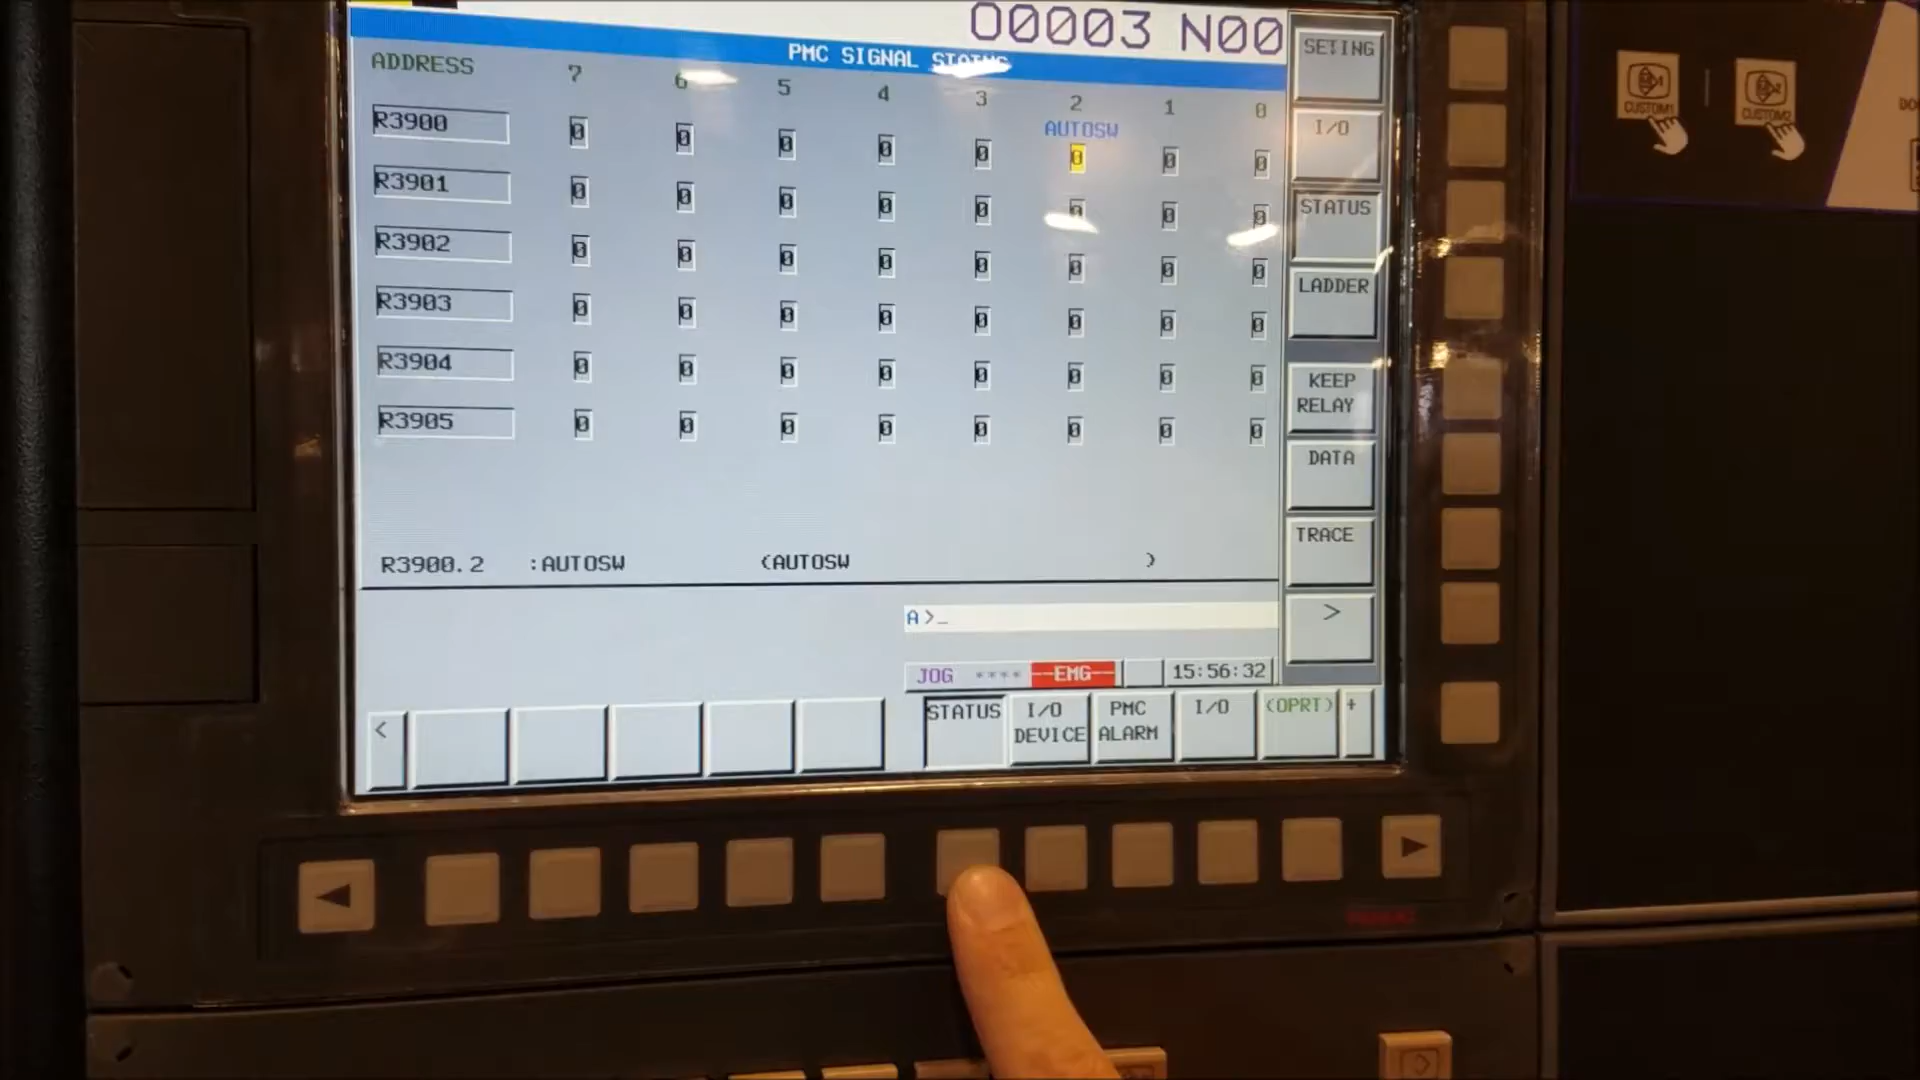 O0003 N00
PMC SIGNAL STATUS
ADDRESS 7 6 5 4 3 2 1 0
AUTOSW
R3900 0 0 0 0 0 0 0 0
R3901 0 0 0 0 0 0 0 0
R3902 0 0 0 0 0 0 0 0
R3903 0 0 0 0 0 0 0 0
R3904 0 0 0 0 0 0 0 0
R3905 0 0 0 0 0 0 0 0
R3900.2 :AUTOSW (AUTOSW )
A>_
JOG **** --EMG-- 15:56:32
< STATUS I/O DEVICE PMC ALARM I/O (OPRT) +
SETING
I/O
STATUS
LADDER
KEEP
RELAY
DATA
TRACE
>
CUSTOM1
CUSTOM2
DO